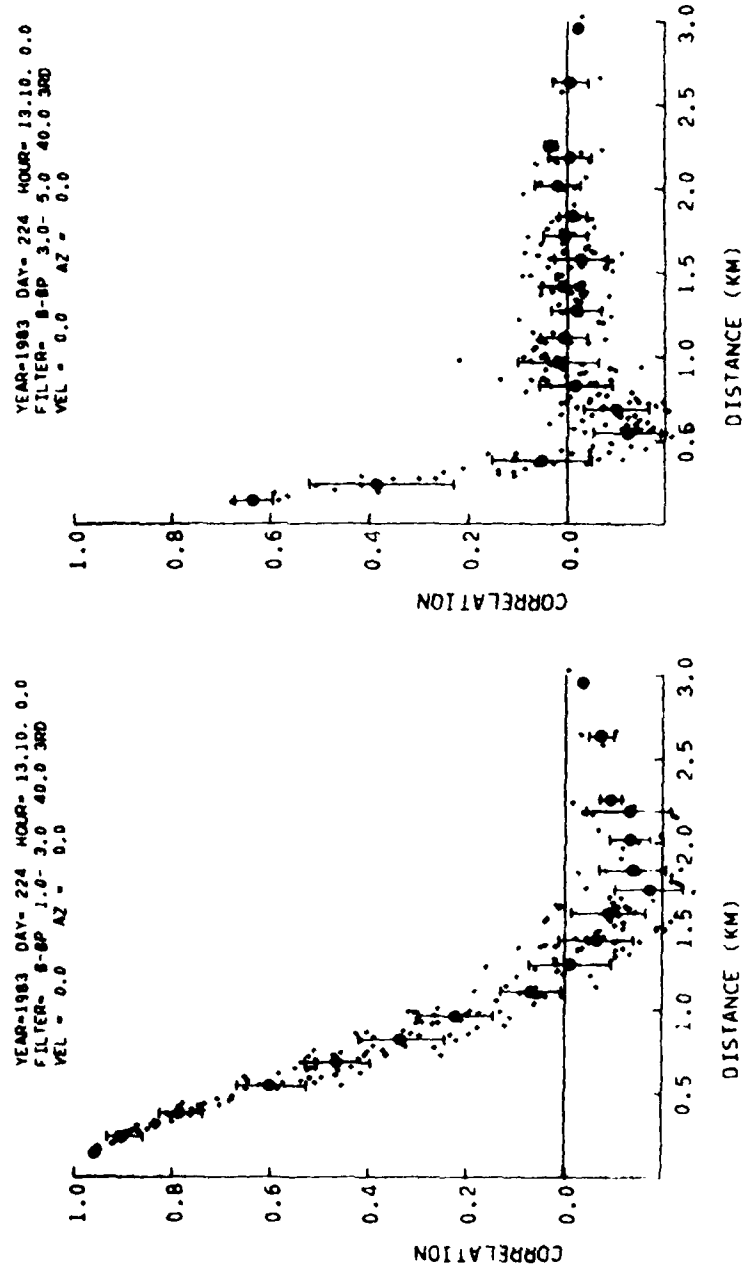 YEAR=1983 DAY= 224 HOUR= 13.10. 0.0
FILTER= B-BP 1.0- 3.0 40.0 3RD
VEL = 0.0 AZ = 0.0
1.0
0.8
0.6
0.4
0.2
0.0
CORRELATION
0.5
1.0
1.5
2.0
2.5
3.0
DISTANCE (KM)
YEAR=1983 DAY= 224 HOUR= 13.10. 0.0
FILTER= B-BP 3.0- 5.0 40.0 3RD
VEL = 0.0 AZ = 0.0
1.0
0.8
0.6
0.4
0.2
0.0
CORRELATION
0.5
1.0
1.5
2.0
2.5
3.0
DISTANCE (KM)